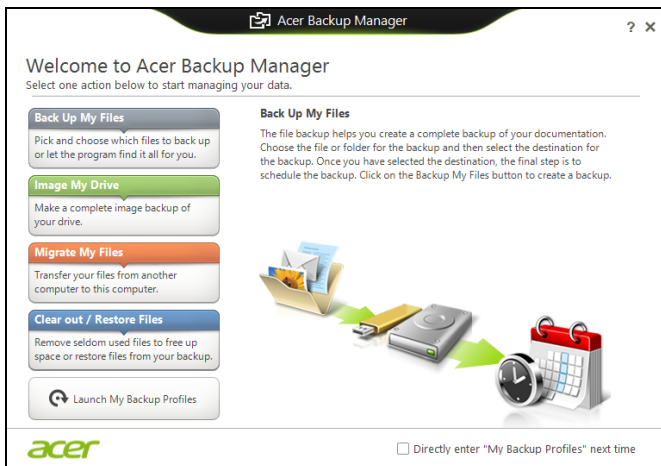 Acer Backup Manager
? X
Welcome to Acer Backup Manager
Select one action below to start managing your data.
Back Up My Files
Pick and choose which files to back up
or let the program find it all for you.
Image My Drive
Make a complete image backup of
your drive.
Migrate My Files
Transfer your files from another
computer to this computer.
Clear out / Restore Files
Remove seldom used files to free up
space or restore files from your backup.
Launch My Backup Profiles
Back Up My Files
The file backup helps you create a complete backup of your documentation.
Choose the file or folder for the backup and then select the destination for
the backup. Once you have selected the destination, the final step is to
schedule the backup. Click on the Backup My Files button to create a backup.
acer
Directly enter "My Backup Profiles" next time